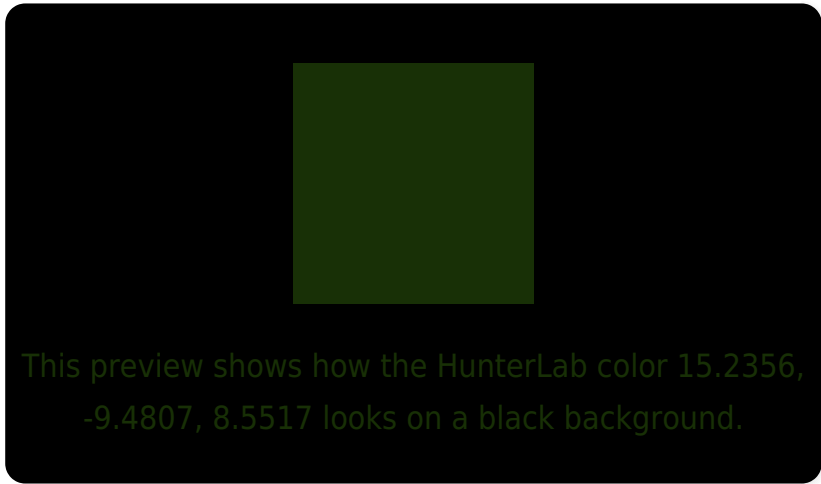 This preview shows how the HunterLab color 15.2356,
-9.4807, 8.5517 looks on a black background.